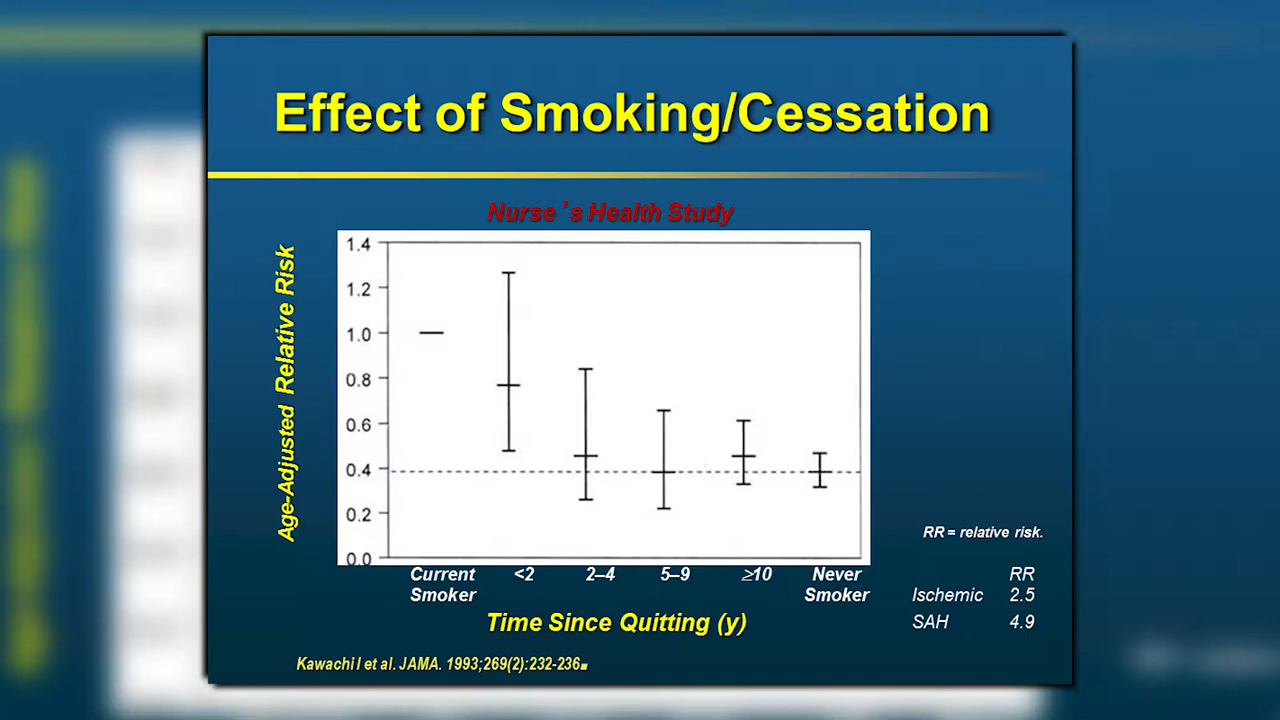 Effect of Smoking/Cessation
Nurse´s Health Study
Age-Adjusted Relative Risk
1.4
1.2
1.0
0.8
0.6
0.4
0.2
0.0
Current Smoker
<2
2–4
5–9
≥10
Never Smoker
Time Since Quitting (y)
RR = relative risk.
RR
Ischemic 2.5
SAH 4.9
Kawachi I et al. JAMA. 1993;269(2):232-236■